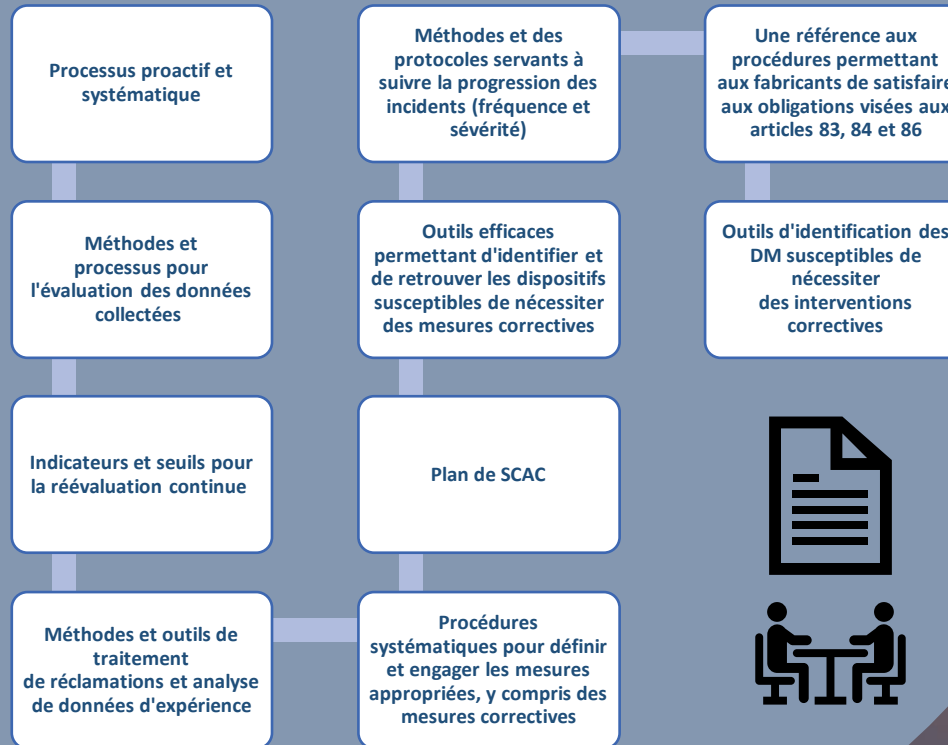 Processus proactif et
systématique
Méthodes et
processus pour
l'évaluation des données
collectées
Indicateurs et seuils pour
la réévaluation continue
Méthodes et outils de
traitement
de réclamations et analyse
de données d'expérience
Procédures
systématiques pour définir
et engager les mesures
appropriées, y compris des
mesures correctives
Plan de SCAC
Outils efficaces
permettant d'identifier et
de retrouver les dispositifs
susceptibles de nécessiter
des mesures correctives
Méthodes et des
protocoles servants à
suivre la progression des
incidents (fréquence et
sévérité)
Une référence aux
procédures permettant
aux fabricants de satisfaire
aux obligations visées aux
articles 83, 84 et 86
Outils d'identification des
DM susceptibles de
nécessiter
des interventions
correctives